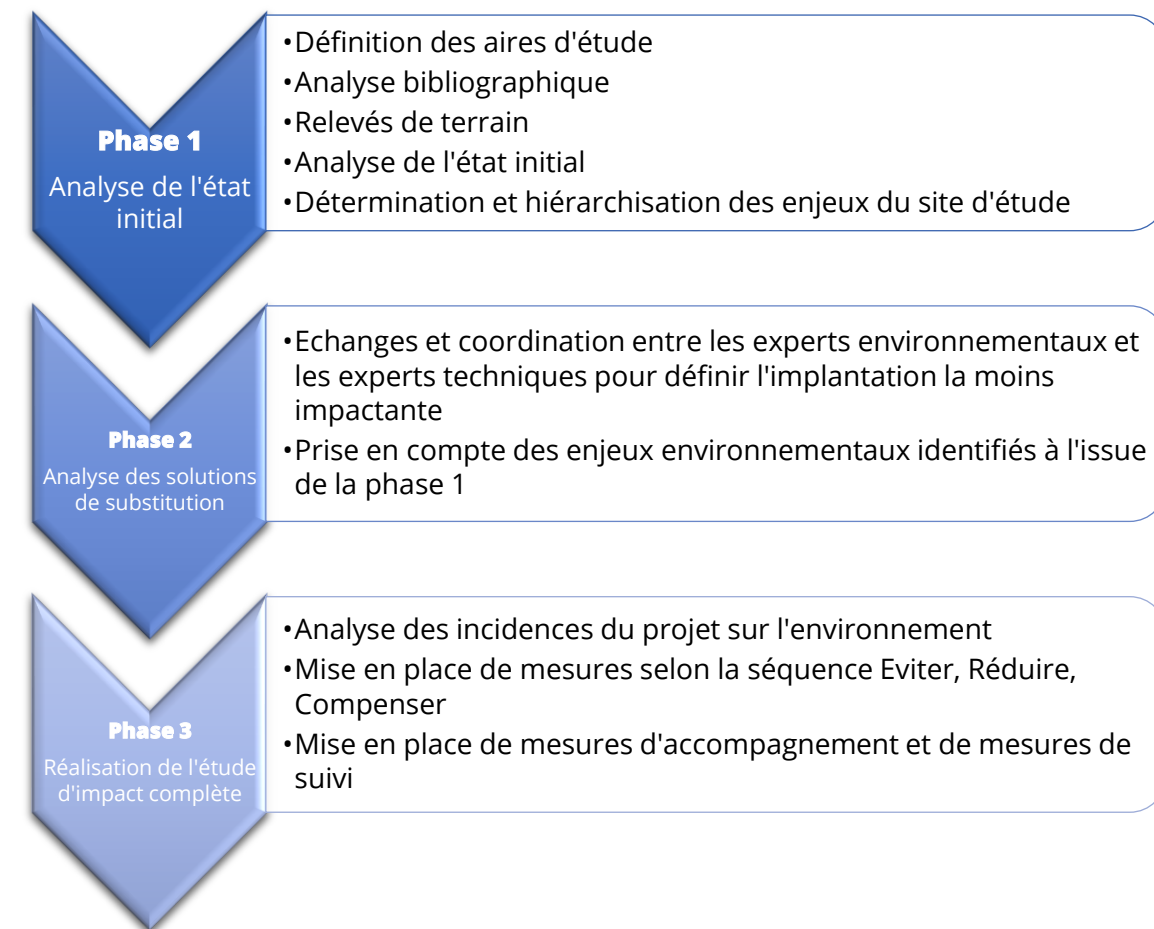 Phase 1
Analyse de l'état
initial
•Définition des aires d'étude
•Analyse bibliographique
•Relevés de terrain
•Analyse de l'état initial
•Détermination et hiérarchisation des enjeux du site d'étude
Phase 2
Analyse des solutions
de substitution
•Echanges et coordination entre les experts environnementaux et
les experts techniques pour définir l'implantation la moins
impactante
•Prise en compte des enjeux environnementaux identifiés à l'issue
de la phase 1
Phase 3
Réalisation de l'étude
d'impact complète
•Analyse des incidences du projet sur l'environnement
•Mise en place de mesures selon la séquence Eviter, Réduire,
Compenser
•Mise en place de mesures d'accompagnement et de mesures de
suivi